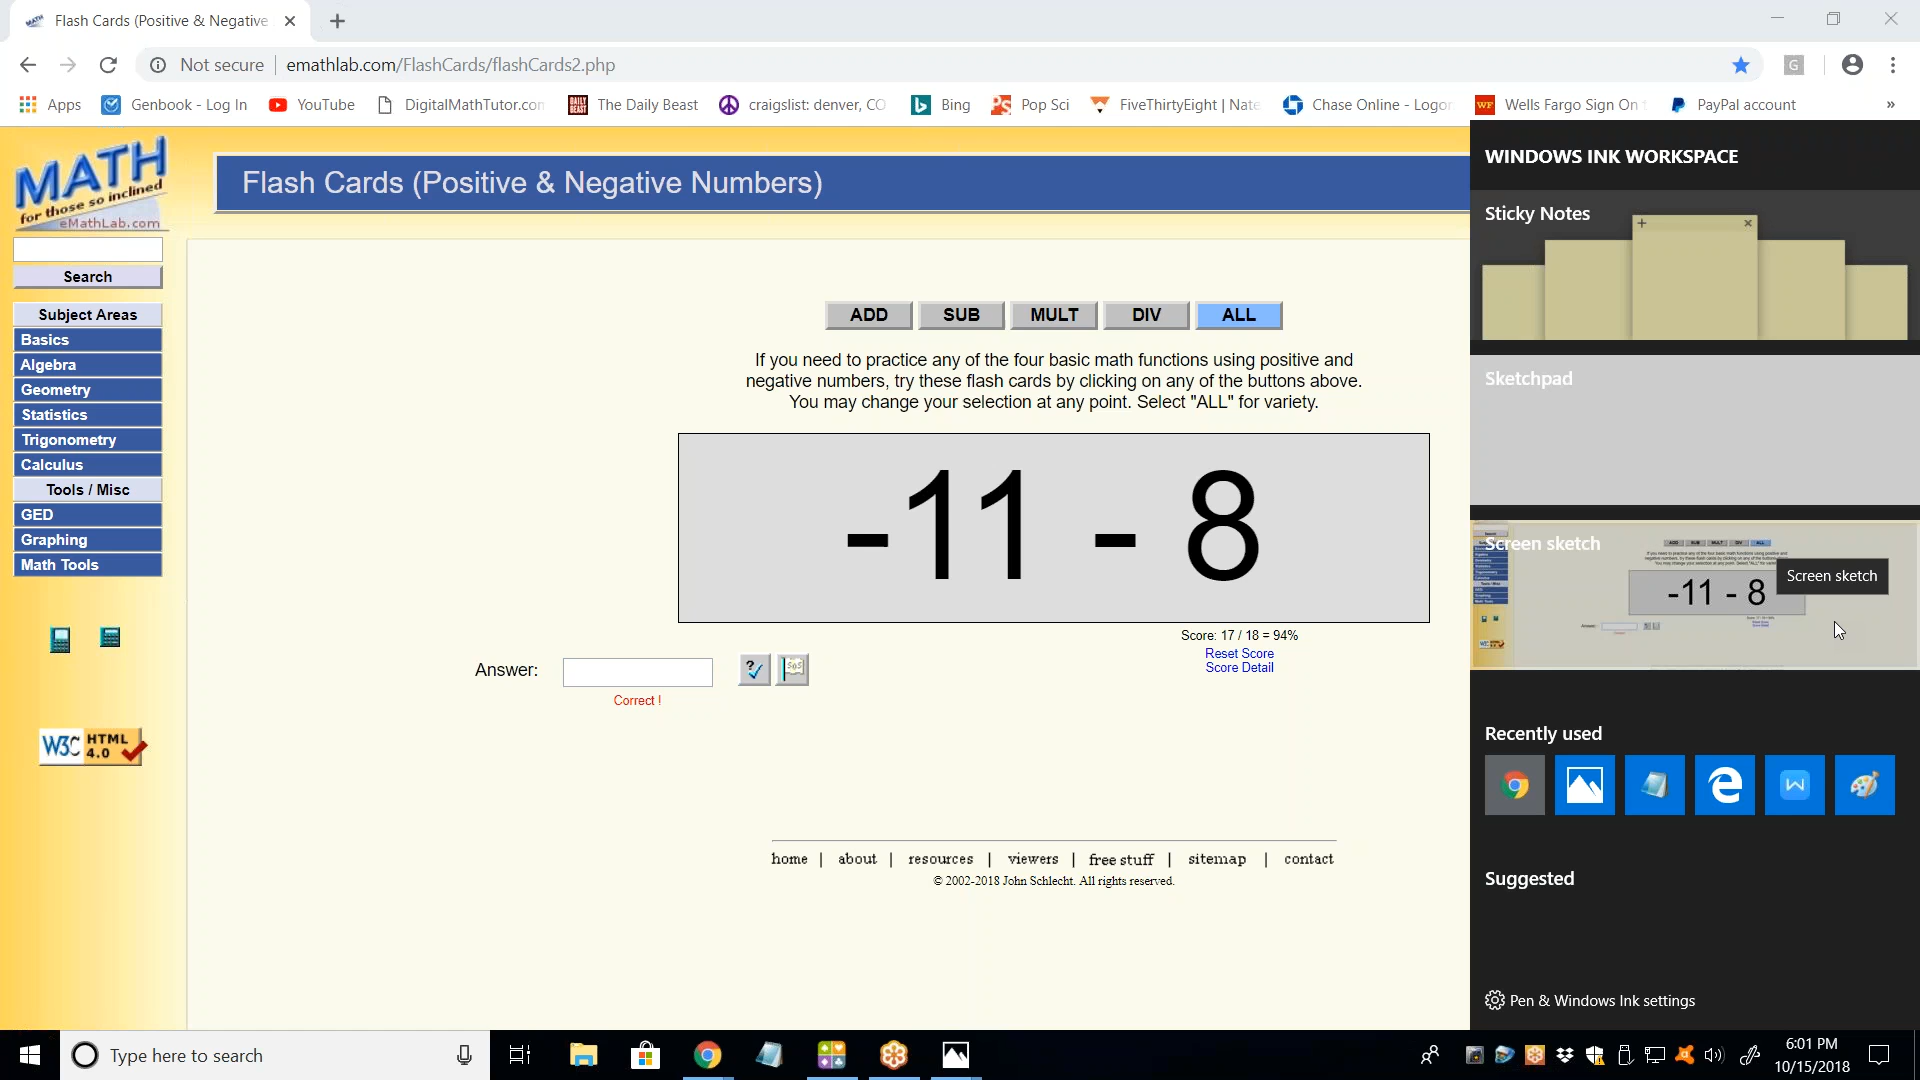 Flash Cards (Positive & Negative
Not secure
emathlab.com/FlashCards/flashCards2.php
G
Apps
Genbook - Log In
YouTube
DigitalMathTutor.con
DAILY BEAST
The Daily Beast
craigslist: denver, CO
Bing
PS
Pop Sci
FiveThirtyEight | Nate
Chase Online - Logon
WF
Wells Fargo Sign On t
PayPal account
»
MATH
for those so inclined
eMathLab.com
Flash Cards (Positive & Negative Numbers)
Search
Subject Areas
Basics
Algebra
Geometry
Statistics
Trigonometry
Calculus
Tools / Misc
GED
Graphing
Math Tools
W3C HTML 4.0
ADD SUB MULT DIV ALL
If you need to practice any of the four basic math functions using positive and
negative numbers, try these flash cards by clicking on any of the buttons above.
You may change your selection at any point. Select "ALL" for variety.
-11 - 8
Score: 17 / 18 = 94%
Reset Score
Score Detail
Answer:
?
SOS
Correct !
home | about | resources | viewers | free stuff | sitemap | contact
© 2002-2018 John Schlecht. All rights reserved.
WINDOWS INK WORKSPACE
Sticky Notes
Sketchpad
Screen sketch
-11 - 8
Screen sketch
Recently used
Suggested
Pen & Windows Ink settings
Type here to search
6:01 PM
10/15/2018